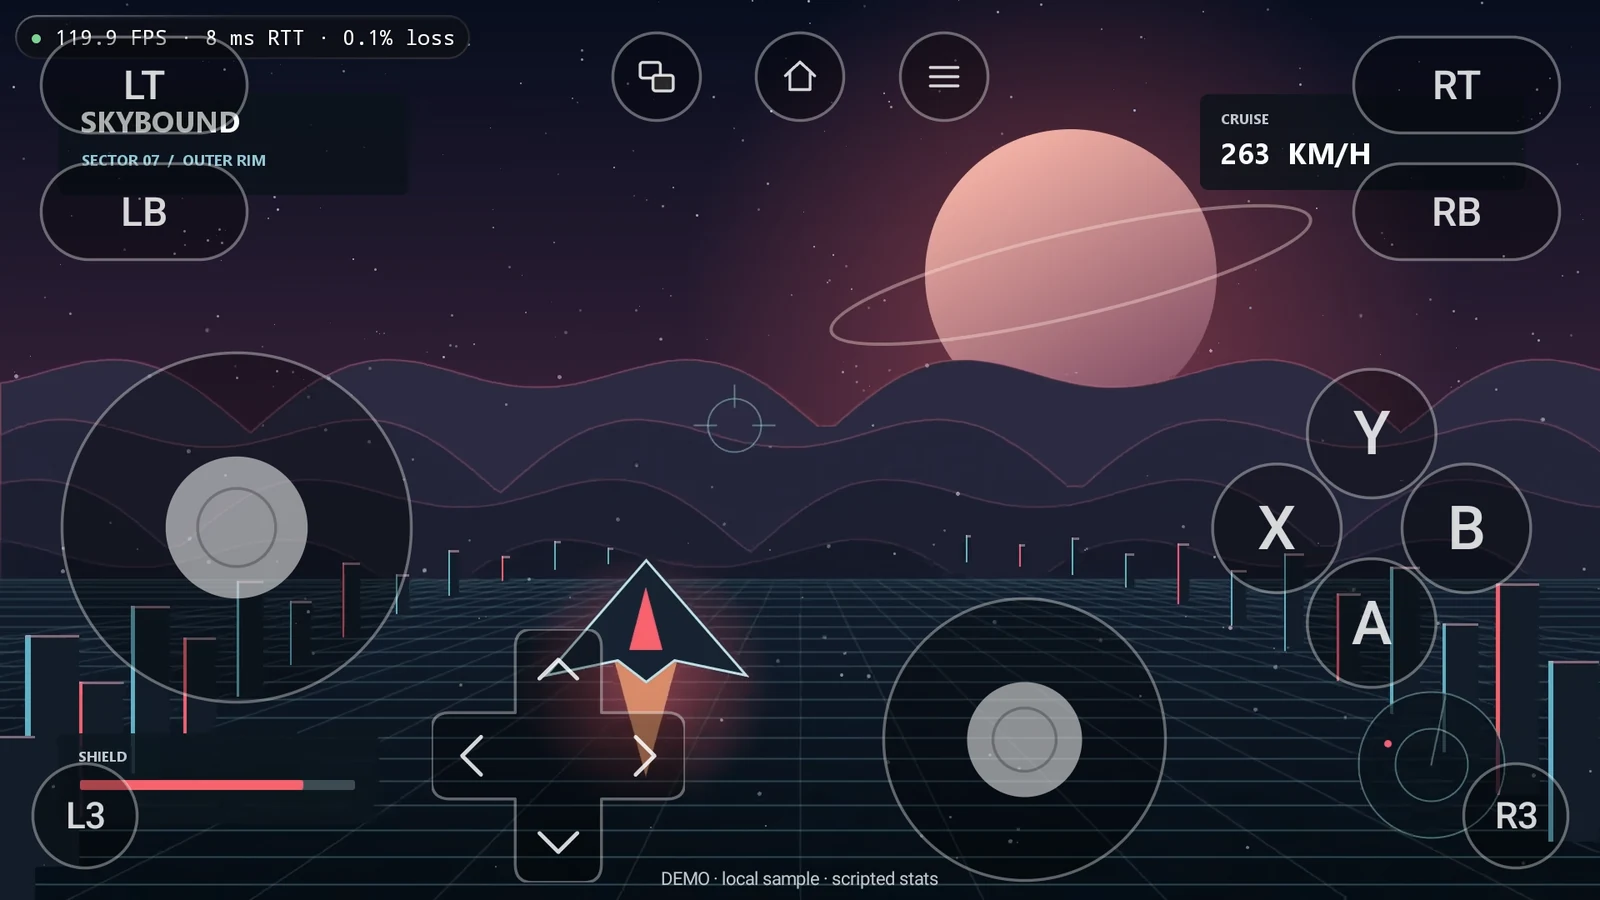 119.9 FPS · 8 ms RTT · 0.1% loss
LT
RT
SKYBOUND
CRUISE
SECTOR 07 / OUTER RIM
263 KM/H
LB
RB
Y
X
B
A
SHIELD
L3
R3
DEMO · local sample · scripted stats